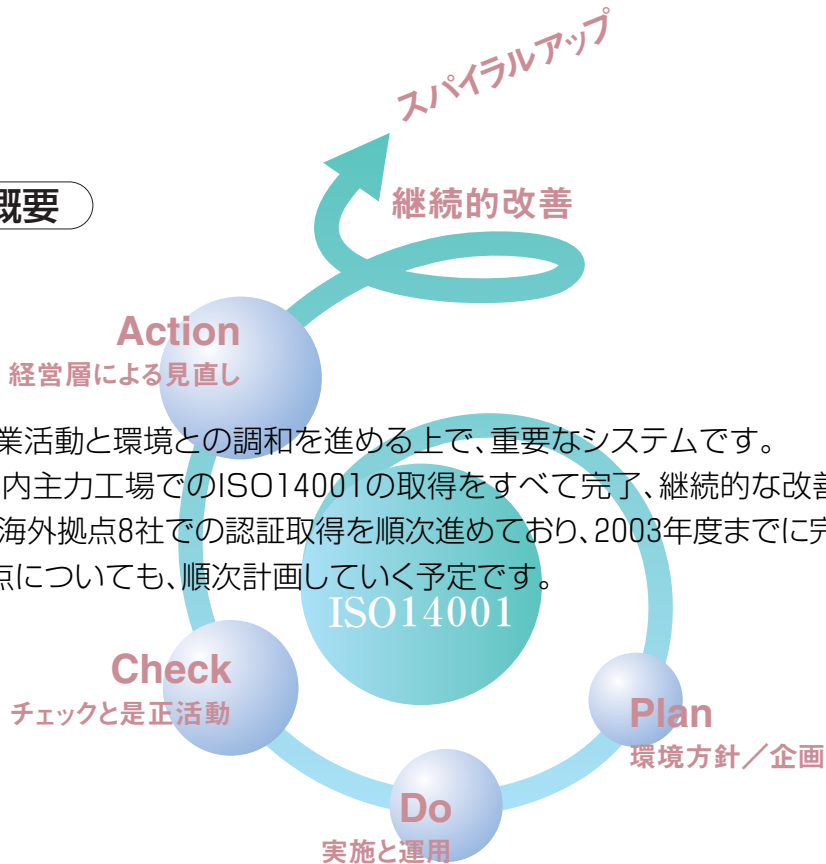 スパイラルアップ
概要
継続的改善
Action
経営層による見直し
業活動と環境との調和を進める上で、重要なシステムです。
内主力工場でのISO14001の取得をすべて完了、継続的な改善
海外拠点8社での認証取得を順次進めており、2003年度までに完
点についても、順次計画していく予定です。
ISO14001
Check
チェックと是正活動
Plan
環境方針／企画
Do
実施と運用